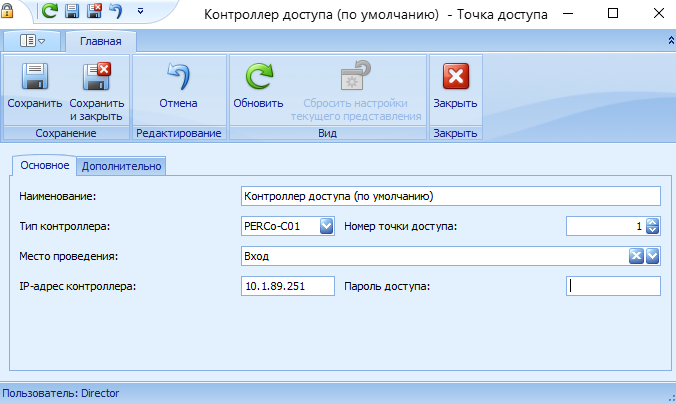 Контроллер доступа (по умолчанию) - Точка доступа
Главная
Сохранить
Сохранить
и закрыть
Отмена
Обновить
Сбросить настройки
текущего представления
Закрыть
Сохранение
Редактирование
Вид
Закрыть
Основное
Дополнительно
Наименование:
Контроллер доступа (по умолчанию)
Тип контроллера:
PERCo-C01
Номер точки доступа:
1
Место проведения:
Вход
IP-адрес контроллера:
10.1.89.251
Пароль доступа:
Пользователь: Director